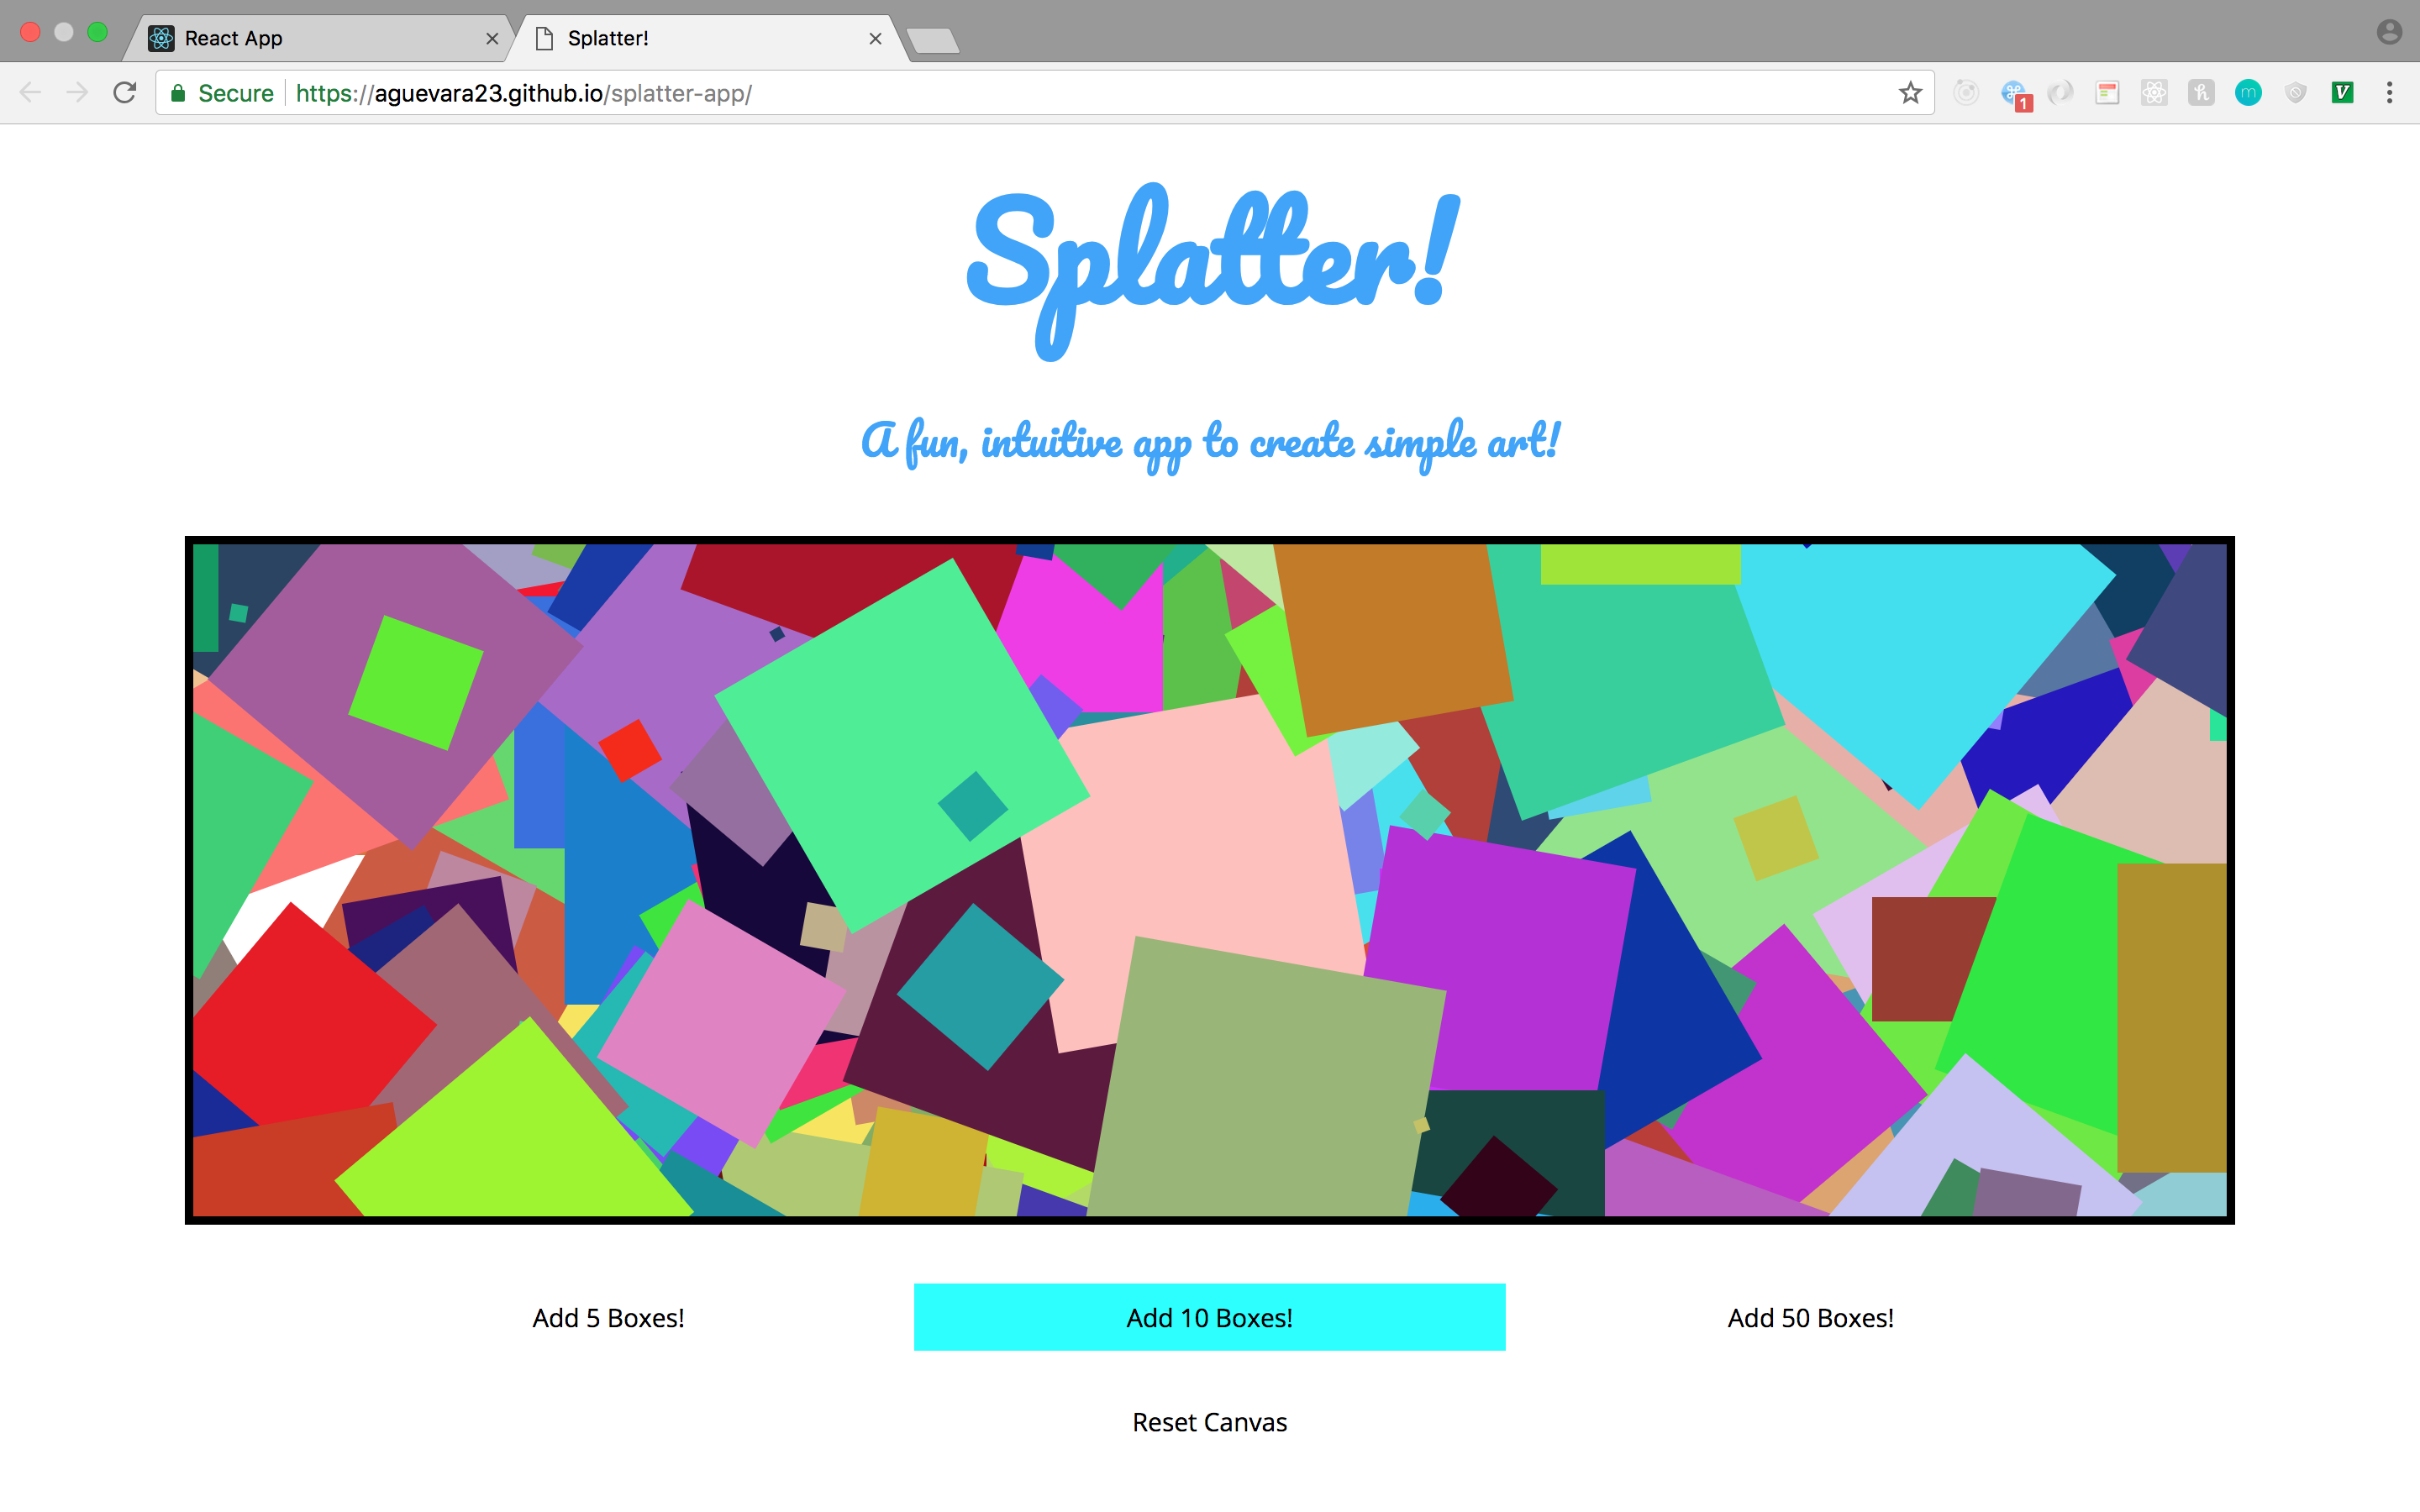 React App
Splatter!
Secure
https://aguevara23.github.io/splatter-app/
1
h
m
V
Splatter!
A fun, intuitive app to create simple art!
Add 5 Boxes!
Add 10 Boxes!
Add 50 Boxes!
Reset Canvas